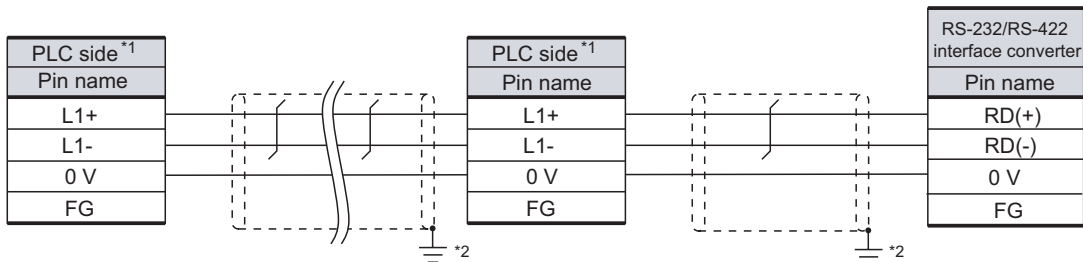 PLC side*1
Pin name
L1+
L1-
0 V
FG
*2
PLC side*1
Pin name
L1+
L1-
0 V
FG
*2
RS-232/RS-422
interface converter
Pin name
RD(+)
RD(-)
0 V
FG